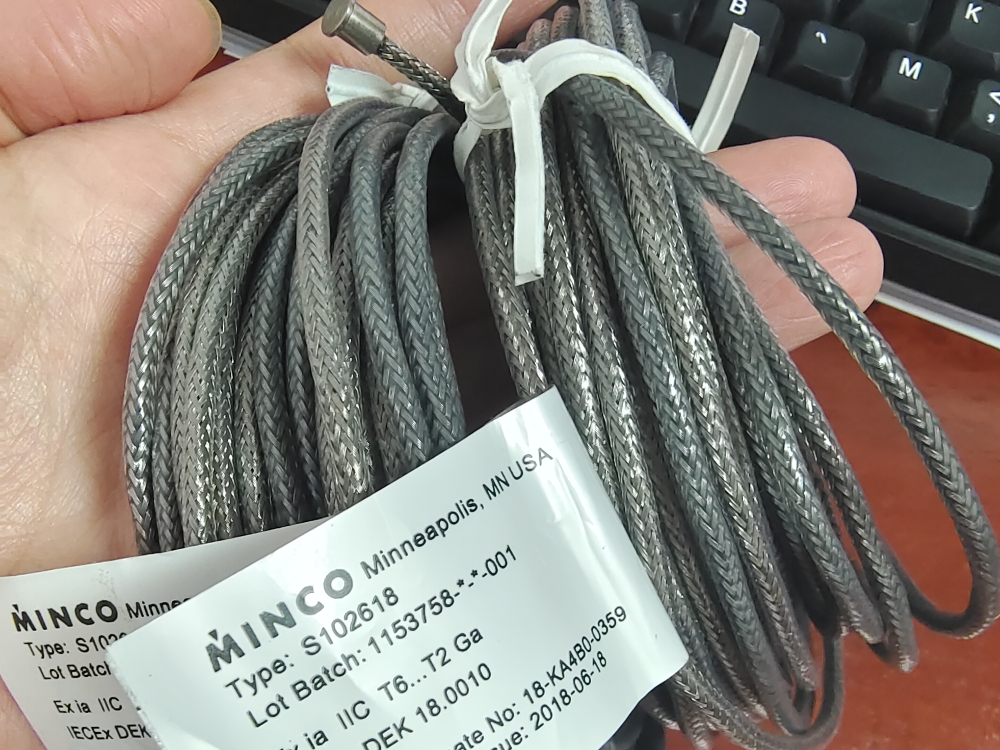 B
K
M
MINCO Minneapolis, MN USA
Type: S102618
Lot Batch: 1153758-*-*-001
Ex ia IIC T6...T2 Ga
DEK 18.0010
ate No: 18-KA4B0-0359
ue: 2018-06-18
MINCO Minne
Type: S102
Lot Batch
Ex ia IIC
IECEx DEK